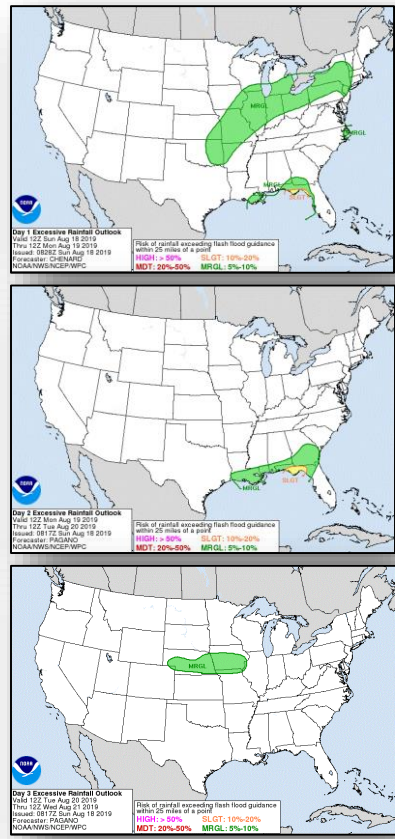 MRGL
MRGL
MRGL
SLGT
noaa
Day 1 Excessive Rainfall Outlook
Valid 12Z Sun Aug 18 2019
Thru 12Z Mon Aug 19 2019
Issued: 0828Z Sun Aug 18 2019
Forecaster: CHENARD
NOAA/NWS/NCEP/WPC
Risk of rainfall exceeding flash flood guidance
within 25 miles of a point
HIGH: > 50% SLGT: 10%-20%
MDT: 20%-50% MRGL: 5%-10%
MRGL
SLGT
noaa
Day 2 Excessive Rainfall Outlook
Valid 12Z Mon Aug 19 2019
Thru 12Z Tue Aug 20 2019
Issued: 0817Z Sun Aug 18 2019
Forecaster: PAGANO
NOAA/NWS/NCEP/WPC
Risk of rainfall exceeding flash flood guidance
within 25 miles of a point
HIGH: > 50% SLGT: 10%-20%
MDT: 20%-50% MRGL: 5%-10%
MRGL
noaa
Day 3 Excessive Rainfall Outlook
Valid 12Z Tue Aug 20 2019
Thru 12Z Wed Aug 21 2019
Issued: 0817Z Sun Aug 18 2019
Forecaster: PAGANO
NOAA/NWS/NCEP/WPC
Risk of rainfall exceeding flash flood guidance
within 25 miles of a point
HIGH: > 50% SLGT: 10%-20%
MDT: 20%-50% MRGL: 5%-10%